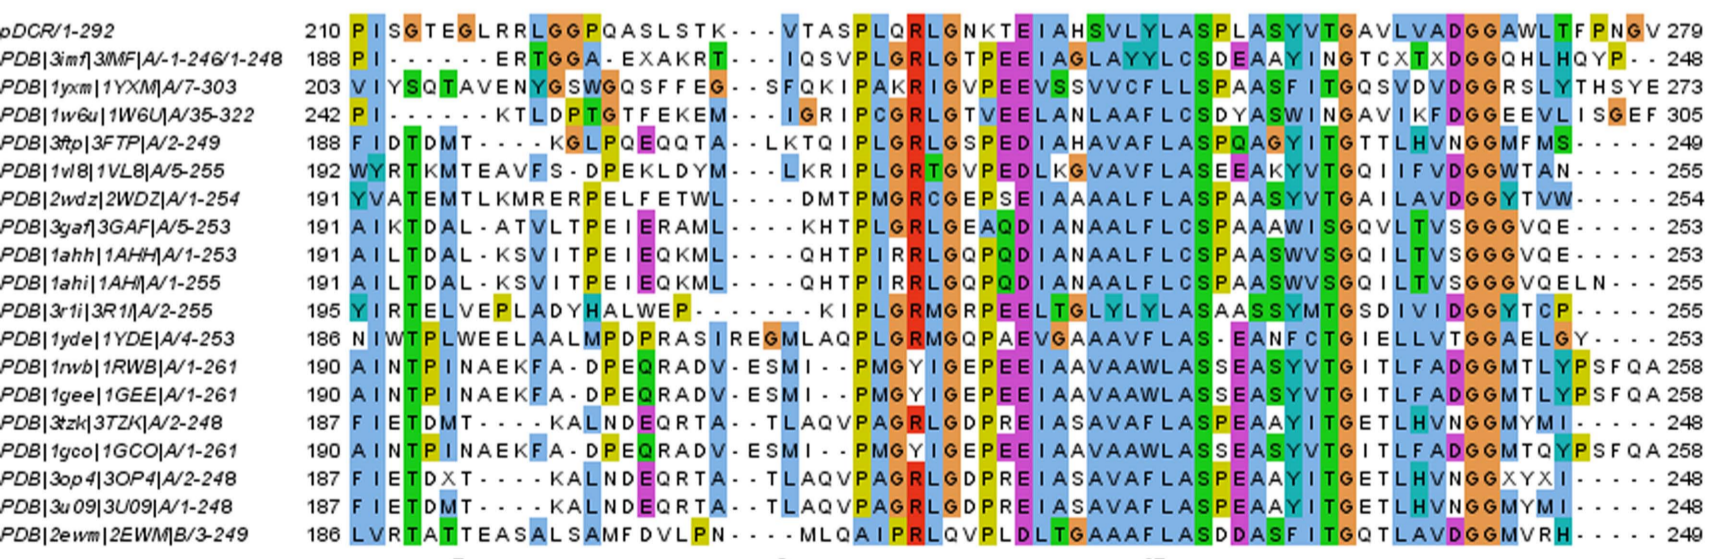 pDCR/1-292 210 PISGTEGLRRLGGPQASLSTK---VTASPLQRLGNKTEIAHSVLYLASPLASYVTGAVLVADGGAWLTFPNGV 279
PDB|3imf|3IMF|A/-1-246/1-248 188 PI------ERTGGA-EXAKRT---IQSVPLGRLGTPEEIAGLAYYLCSDEAAYINGTCXTXDGGQHLHQYP-- 248
PDB|1yxm|1YXM|A/7-303 203 VIYSQTAVENYGSWGQSFFEG--SFQKIPAKRIGVPEEVSSVVCFLLSPAASFITGQSVDVDGGRSLYTHSYE 273
PDB|1w6u|1W6U|A/35-322 242 PI------KTLDPTGTFEKEM---IGRIPCGRLGTVEELANLAAFLCSDYASWINGAVIKFDGGEEVLISGEF 305
PDB|3ftp|3FTP|A/2-249 188 FIDTDMT----KGLPQEQQTA--LKTQIPLGRLGSPEDIAHAVAFLASPQAGYITGTTLHVNGGMFMS----- 249
PDB|1vl8|1VL8|A/5-255 192 WYRTKMTEAVFS-DPEKLDYM---LKRIPLGRTGVPEDLKGVAVFLASEEAKYVTGQIIFVDGGWTAN----- 255
PDB|2wdz|2WDZ|A/1-254 191 YVATEMTLKMRERPELFETWL----DMTPMGRCGEPSEIAAAALFLASPAASYVTGAILAVDGGYTVW----- 254
PDB|3gaf|3GAF|A/5-253 191 AIKTDAL-ATVLTPEIERAML----KHTPLGRLGEAQDIANAALFLCSPAAAWISGQVLTVSGGGVQE----- 253
PDB|1ahh|1AHH|A/1-253 191 AILTDAL-KSVITPEIEQKML----QHTPIRRLGQPQDIANAALFLCSPAASWVSGQILTVSGGGVQE----- 253
PDB|1ahi|1AHI|A/1-255 191 AILTDAL-KSVITPEIEQKML----QHTPIRRLGQPQDIANAALFLCSPAASWVSGQILTVSGGGVQELN--- 255
PDB|3r1i|3R1I|A/2-255 195 YIRTELVEPLADYHALWEP--------KIPLGRMGRPEELTGLYLYLASAASSYMTGSDIVIDGGYTCP----- 255
PDB|1yde|1YDE|A/4-253 186 NIWTPLWEELAALMPDPRASIREGMLAQPLGRMGQPAEVGAAAVFLAS-EANFCTGIELLVTGGAELGY---- 253
PDB|1rwb|1RWB|A/1-261 190 AINTPINAEKFA-DPEQRADV-ESMI--PMGYIGEPEEIAAVAAWLASSEASYVTGITLFADGGMTLYPSFQA 258
PDB|1gee|1GEE|A/1-261 190 AINTPINAEKFA-DPEQRADV-ESMI--PMGYIGEPEEIAAVAAWLASSEASYVTGITLFADGGMTLYPSFQA 258
PDB|3tzk|3TZK|A/2-248 187 FIETDMT----KALNDEQRTA--TLAQVPAGRLGDPREIASAVAFLASPEAAYITGETLHVNGGMYMI----- 248
PDB|1gco|1GCO|A/1-261 190 AINTPINAEKFA-DPEQRADV-ESMI--PMGYIGEPEEIAAVAAWLASSEASYVTGITLFADGGMTQYPSFQA 258
PDB|3op4|3OP4|A/2-248 187 FIETDXT----KALNDEQRTA--TLAQVPAGRLGDPREIASAVAFLASPEAAYITGETLHVNGGXYXI----- 248
PDB|3u09|3U09|A/1-248 187 FIETDMT----KALNDEQRTA--TLAQVPAGRLGDPREIASAVAFLASPEAAYITGETLHVNGGMYMI----- 248
PDB|2ewm|2EWM|B/3-249 186 LVRTATTEASALSAMFDVLPN----MLQAIPRLQVPLDLTGAAAFLASDDASFITGQTLAVDGGMVRH----- 249